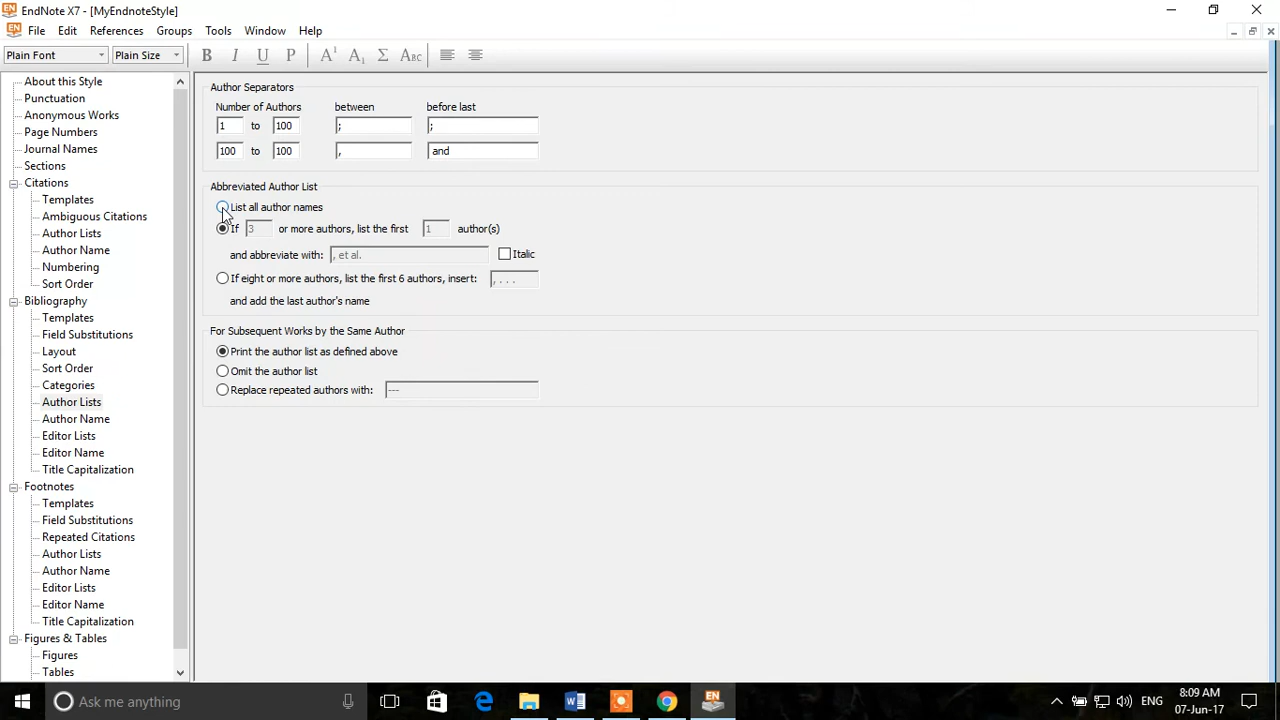 EndNote X7 - [MyEndnoteStyle]
File Edit References Groups Tools Window Help
Plain Font Plain Size B I U P A¹ A₁ Σ ABC
About this Style
Punctuation
Anonymous Works
Page Numbers
Journal Names
Sections
Citations
Templates
Ambiguous Citations
Author Lists
Author Name
Numbering
Sort Order
Bibliography
Templates
Field Substitutions
Layout
Sort Order
Categories
Author Lists
Author Name
Editor Lists
Editor Name
Title Capitalization
Footnotes
Templates
Field Substitutions
Repeated Citations
Author Lists
Author Name
Editor Lists
Editor Name
Title Capitalization
Figures & Tables
Figures
Tables
Author Separators
Number of Authors between before last
1 to 100 ; ;
100 to 100 , and
Abbreviated Author List
List all author names
If 3 or more authors, list the first 1 author(s)
and abbreviate with: , et al. Italic
If eight or more authors, list the first 6 authors, insert: , . . .
and add the last author's name
For Subsequent Works by the Same Author
Print the author list as defined above
Omit the author list
Replace repeated authors with: ---
Ask me anything
ENG
8:09 AM
07-Jun-17